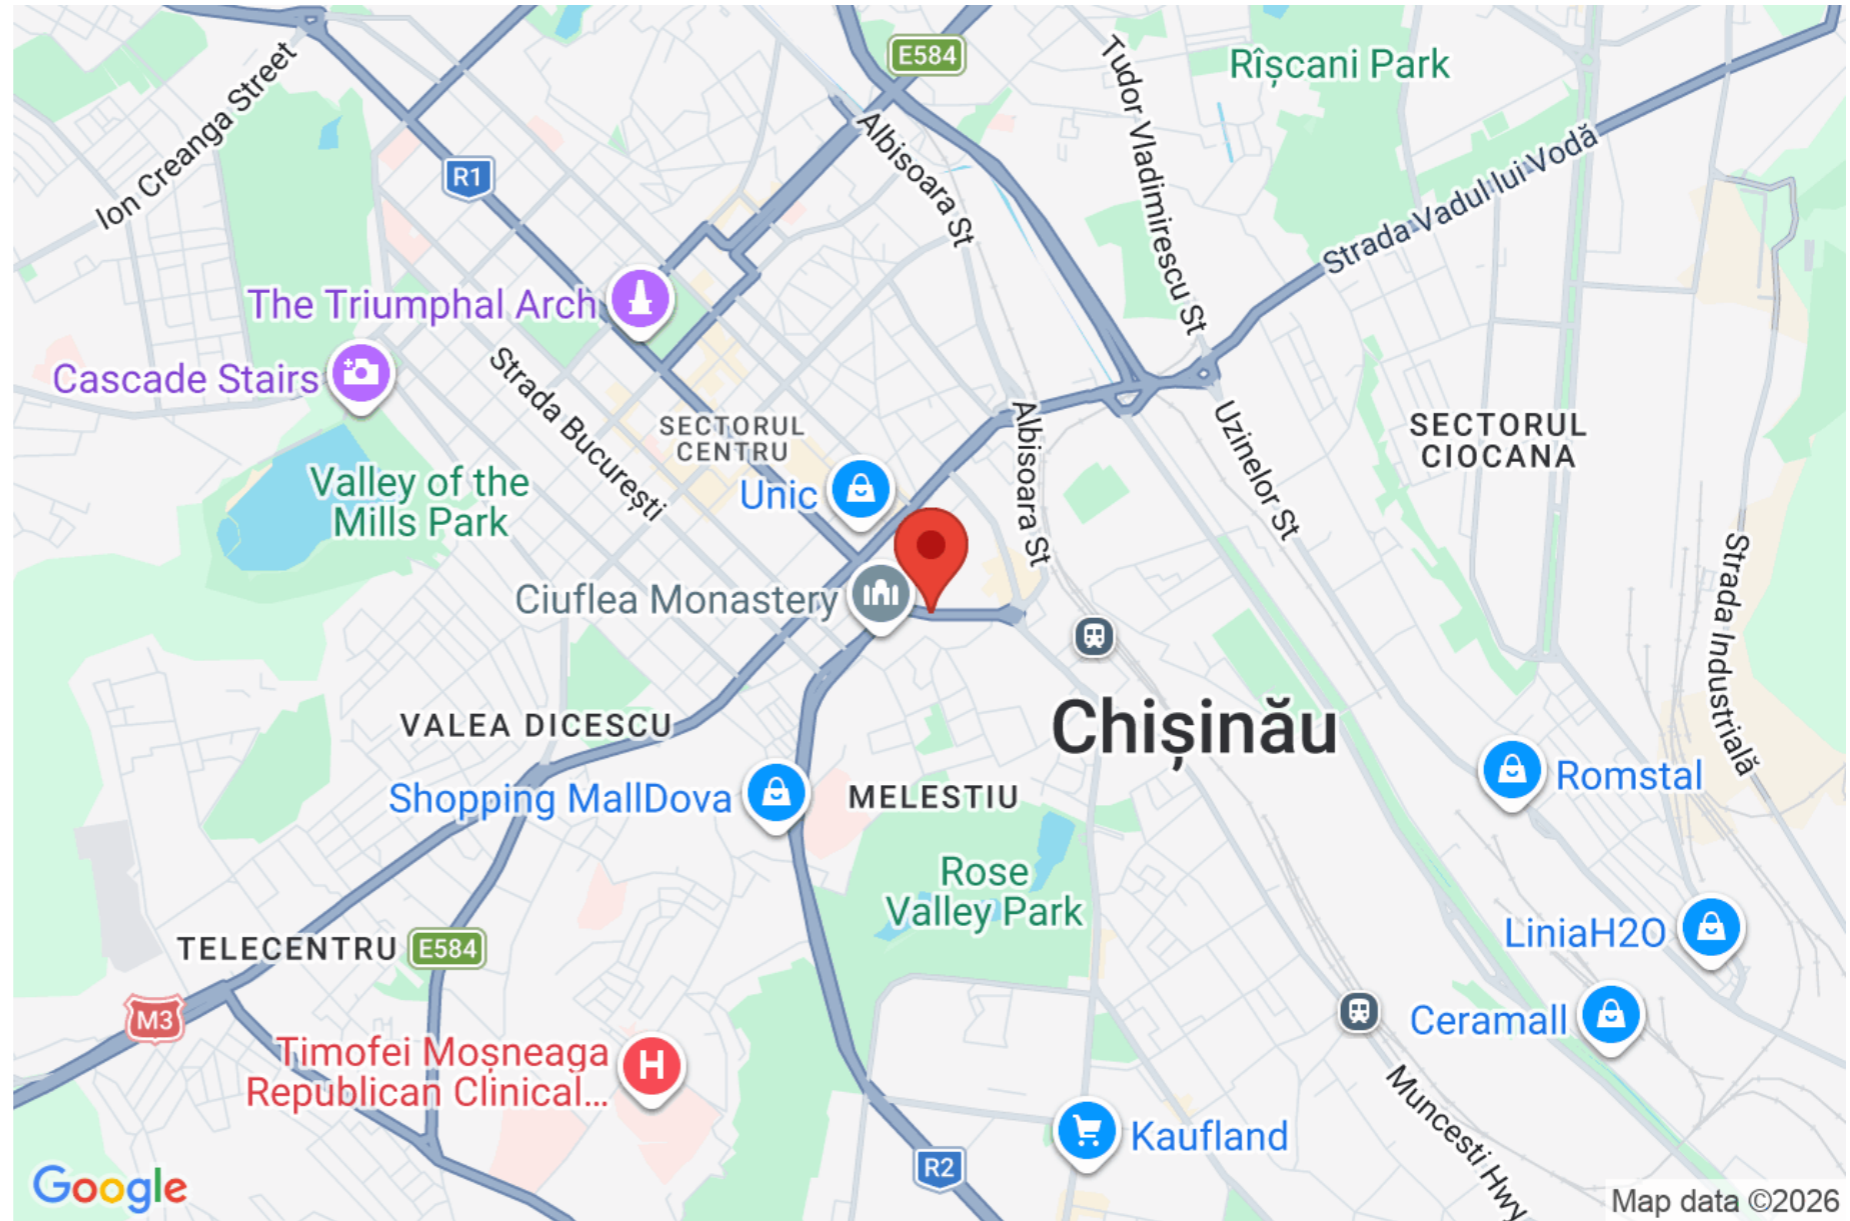 E584
Rîșcani Park
Ion Creanga Street
Tudor Vladimirescu St
R1
Albisoara St
Strada Vadul lui Vodă
The Triumphal Arch
Cascade Stairs
Strada București
SECTORUL
CENTRU
Albisoara St
Uzinelor St
SECTORUL
CIOCANA
Valley of the
Mills Park
Unic
Ciuflea Monastery
Strada Industrială
VALEA DICESCU
Chișinău
Shopping MallDova
MELESTIU
Romstal
Rose
Valley Park
TELECENTRU
E584
LiniaH2O
M3
Ceramall
Timofei Moșneaga
Republican Clinical...
H
Muncesti Hwy
Kaufland
R2
Google
Map data ©2026